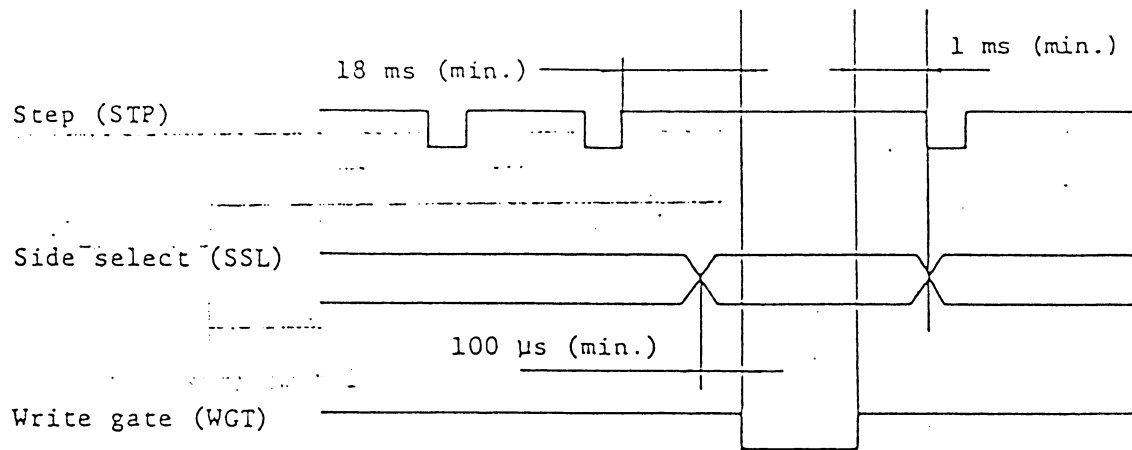 1 ms (min.)
18 ms (min.)
Step (STP)
Side select (SSL)
100 µs (min.)
Write gate (WGT)